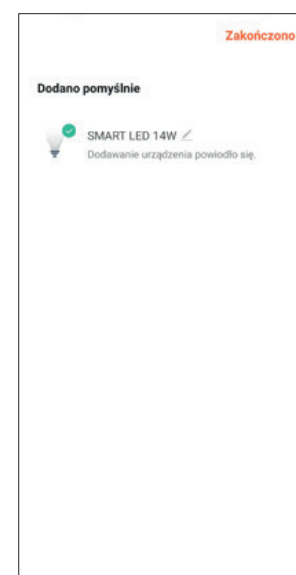 Zakończono
Dodano pomyślnie
SMART LED 14W
Dodawanie urządzenia powiodło się.